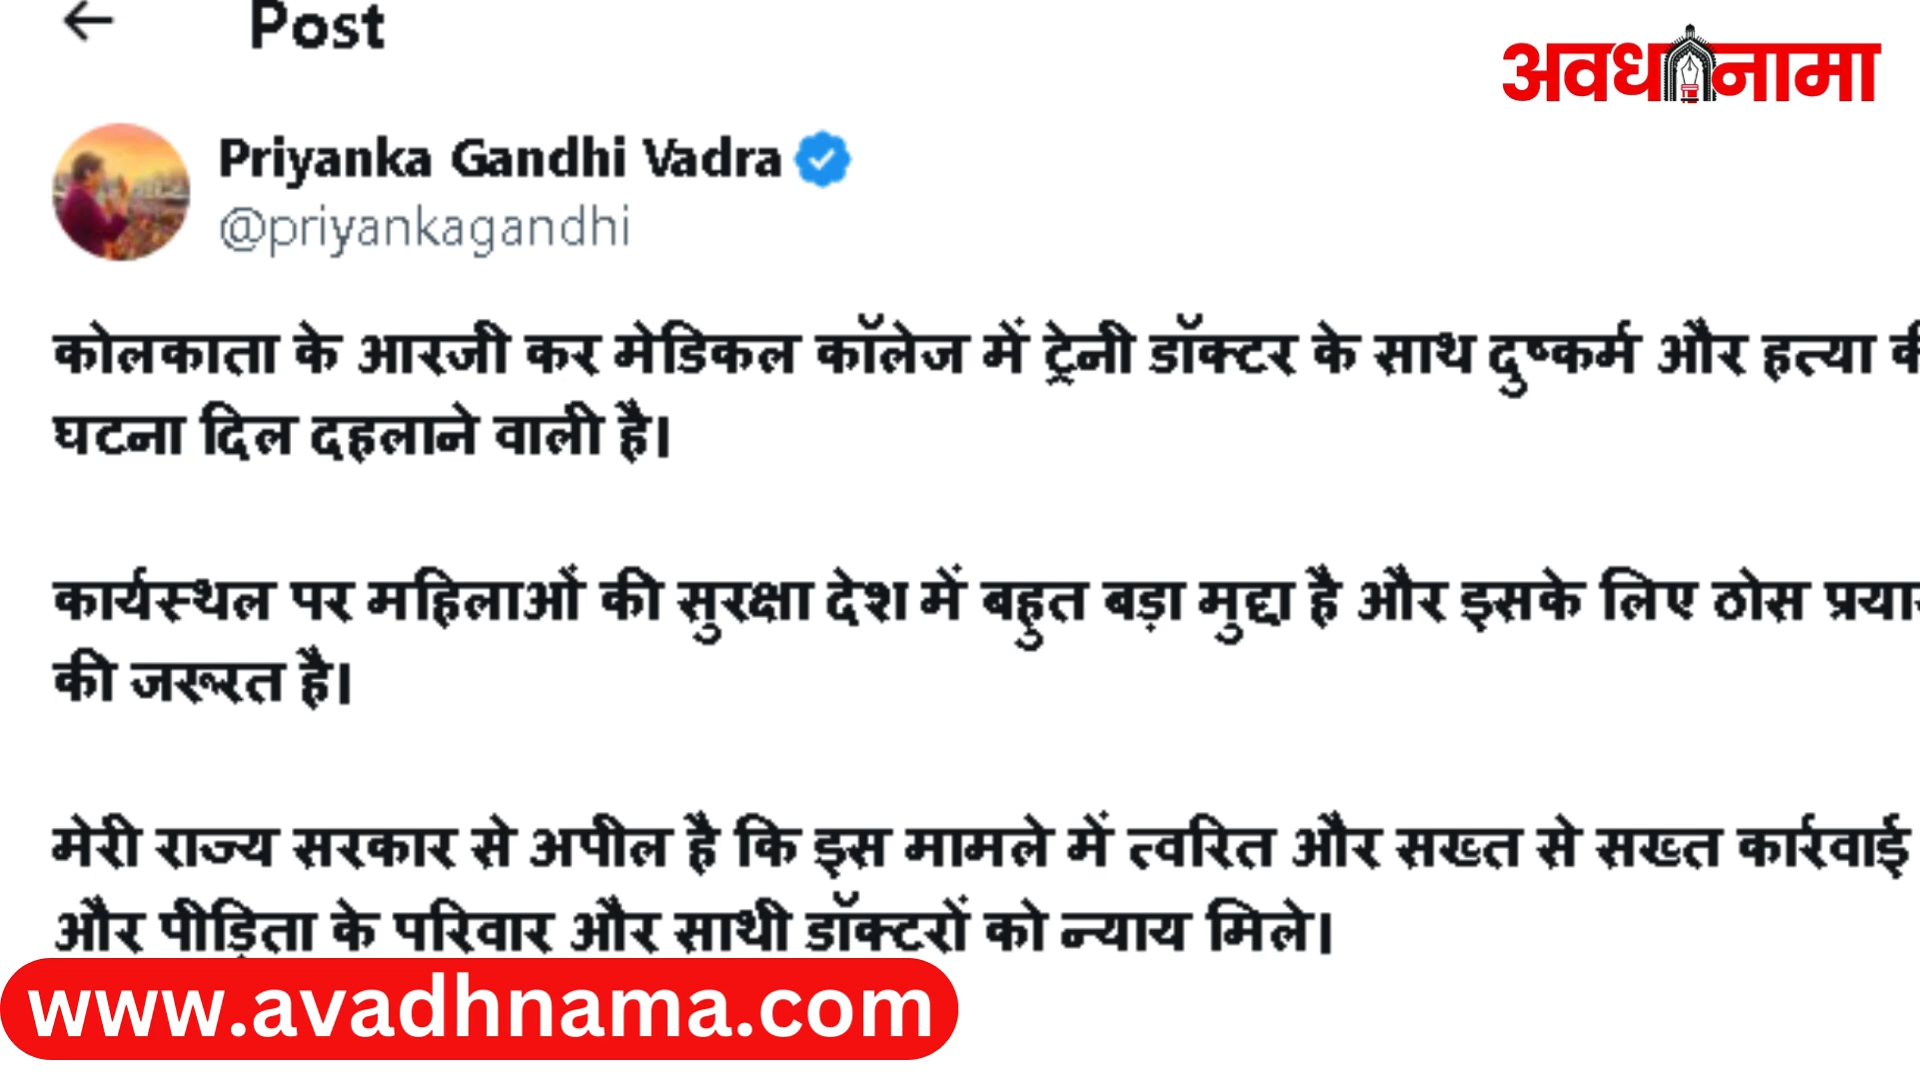 Post
अवधनामा
Priyanka Gandhi Vadra
@priyankagandhi
कोलकाता के आरजी कर मेडिकल कॉलेज में ट्रेनी डॉक्टर के साथ दुष्कर्म और हत्या
घटना दिल दहलाने वाली है।
कार्यस्थल पर महिलाओं की सुरक्षा देश में बहुत बड़ा मुद्दा है और इसके लिए ठोस
की जरूरत है।
मेरी राज्य सरकार से अपील है कि इस मामले में त्वरित और सख्त से सख्त कार्रवाई
और पीड़िता के परिवार और साथी डॉक्टरों को न्याय मिले।
www.avadhnama.com